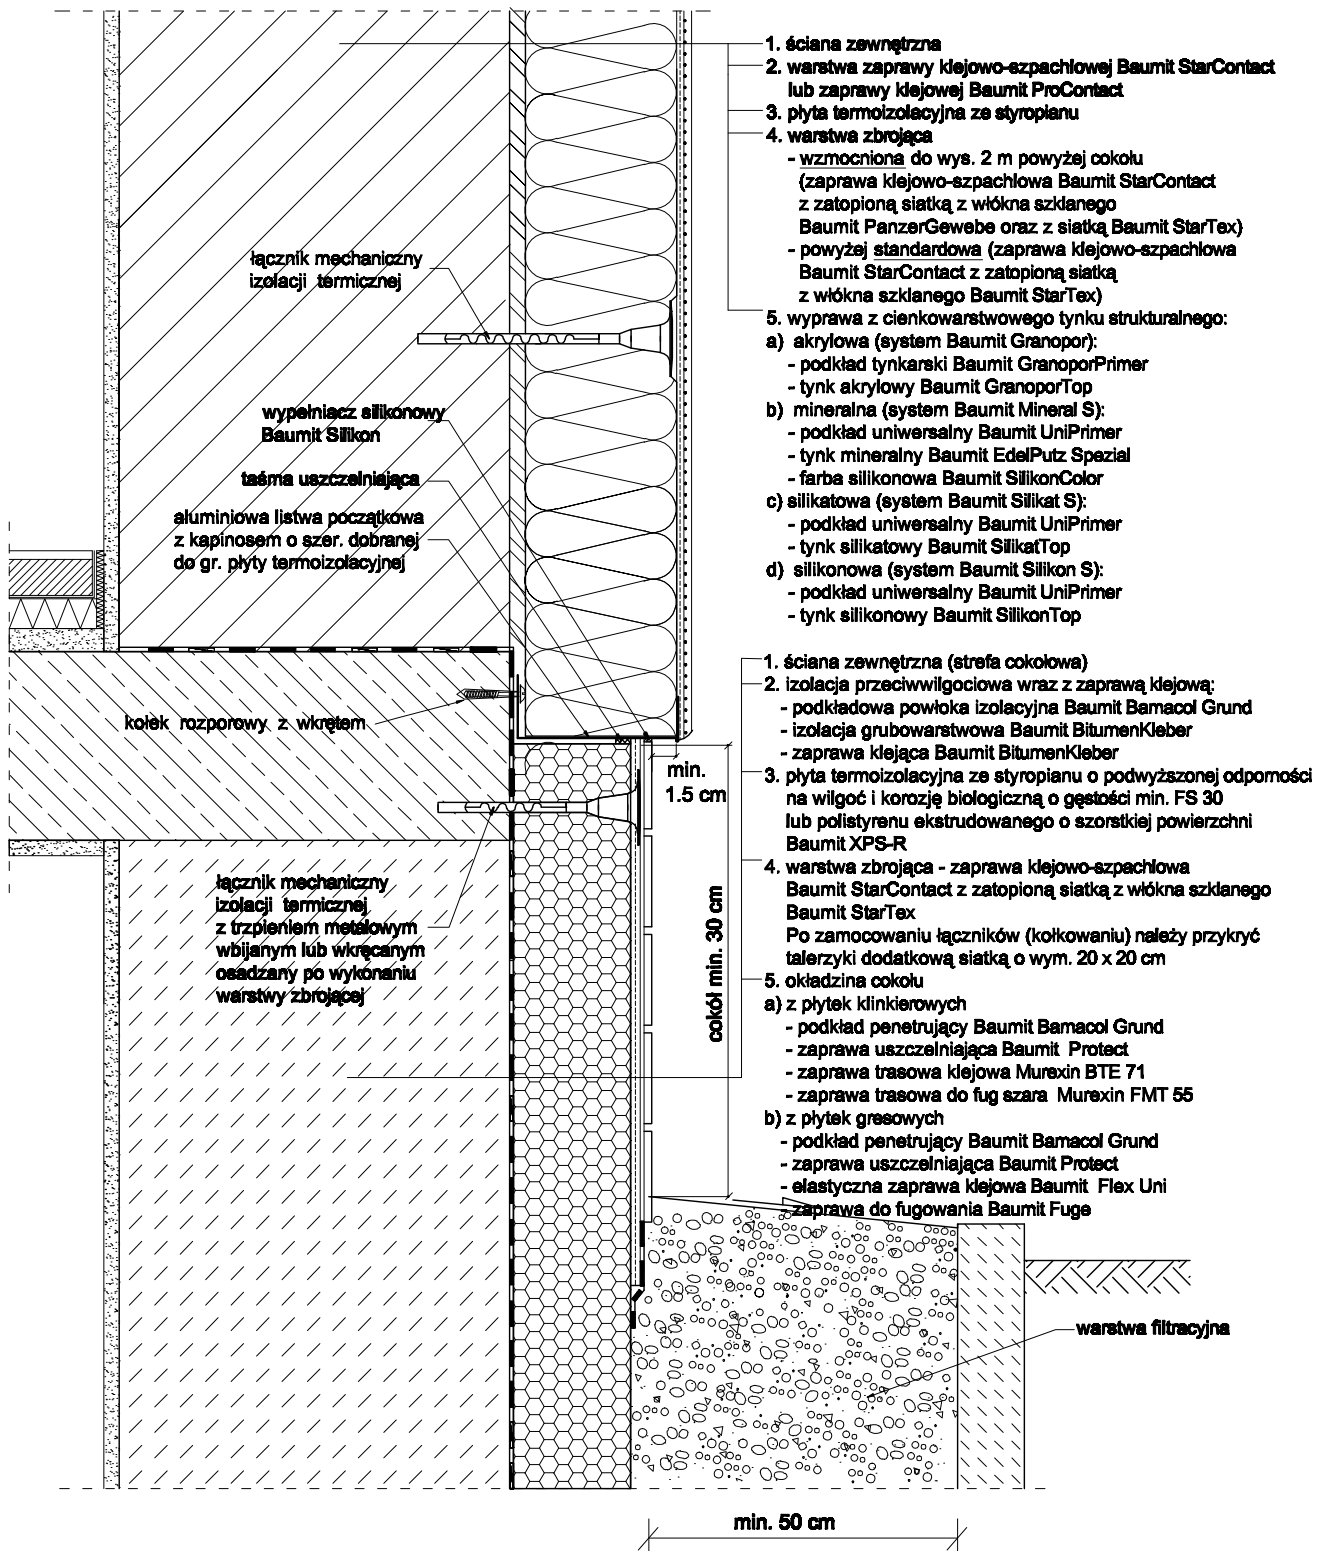 1. ściana zewnętrzna
2. warstwa zaprawy klejowo-szpachlowej Baumit StarContact
lub zaprawy klejowej Baumit ProContact
3. płyta termoizolacyjna ze styropianu
4. warstwa zbrojąca
- wzmocniona do wys. 2 m powyżej cokołu
(zaprawa klejowo-szpachlowa Baumit StarContact
z zatopioną siatką z włókna szklanego
Baumit PanzerGewebe oraz z siatką Baumit StarTex)
- powyżej standardowa (zaprawa klejowo-szpachlowa
Baumit StarContact z zatopioną siatką
z włókna szklanego Baumit StarTex)
5. wyprawa z cienkowarstwowego tynku strukturalnego:
a) akrylowa (system Baumit Granopor):
- podkład tynkarski Baumit GranoporPrimer
- tynk akrylowy Baumit GranoporTop
b) mineralna (system Baumit Mineral S):
- podkład uniwersalny Baumit UniPrimer
- tynk mineralny Baumit EdelPutz Spezial
- farba silikonowa Baumit SilikonColor
c) silikatowa (system Baumit Silikat S):
- podkład uniwersalny Baumit UniPrimer
- tynk silikatowy Baumit SilikatTop
d) silikonowa (system Baumit Silikon S):
- podkład uniwersalny Baumit UniPrimer
- tynk silikonowy Baumit SilikonTop
łącznik mechaniczny
izolacji termicznej
wypełniacz silikonowy
Baumit Silikon
taśma uszczelniająca
aluminiowa listwa początkowa
z kapinosem o szer. dobranej
do gr. płyty termoizolacyjnej
kołek rozporowy z wkrętem
1. ściana zewnętrzna (strefa cokołowa)
2. izolacja przeciwwilgociowa wraz z zaprawą klejową:
- podkładowa powłoka izolacyjna Baumit Bamacol Grund
- izolacja grubowarstwowa Baumit BitumenKleber
- zaprawa klejąca Baumit BitumenKleber
3. płyta termoizolacyjna ze styropianu o podwyższonej odporności
na wilgoć i korozję biologiczną o gęstości min. FS 30
lub polistyrenu ekstrudowanego o szorstkiej powierzchni
Baumit XPS-R
4. warstwa zbrojąca - zaprawa klejowo-szpachlowa
Baumit StarContact z zatopioną siatką z włókna szklanego
Baumit StarTex
Po zamocowaniu łączników (kołkowaniu) należy przykryć
talerzyki dodatkową siatką o wym. 20 x 20 cm
5. okładzina cokołu
a) z płytek klinkierowych
- podkład penetrujący Baumit Bamacol Grund
- zaprawa uszczelniająca Baumit Protect
- zaprawa trasowa klejowa Murexin BTE 71
- zaprawa trasowa do fug szara Murexin FMT 55
b) z płytek gresowych
- podkład penetrujący Baumit Bamacol Grund
- zaprawa uszczelniająca Baumit Protect
- elastyczna zaprawa klejowa Baumit Flex Uni
- zaprawa do fugowania Baumit Fuge
min.
1.5 cm
łącznik mechaniczny
izolacji termicznej
z trzpieniem metalowym
wbijanym lub wkręcanym
osadzany po wykonaniu
warstwy zbrojącej
cokół min. 30 cm
warstwa filtracyjna
min. 50 cm